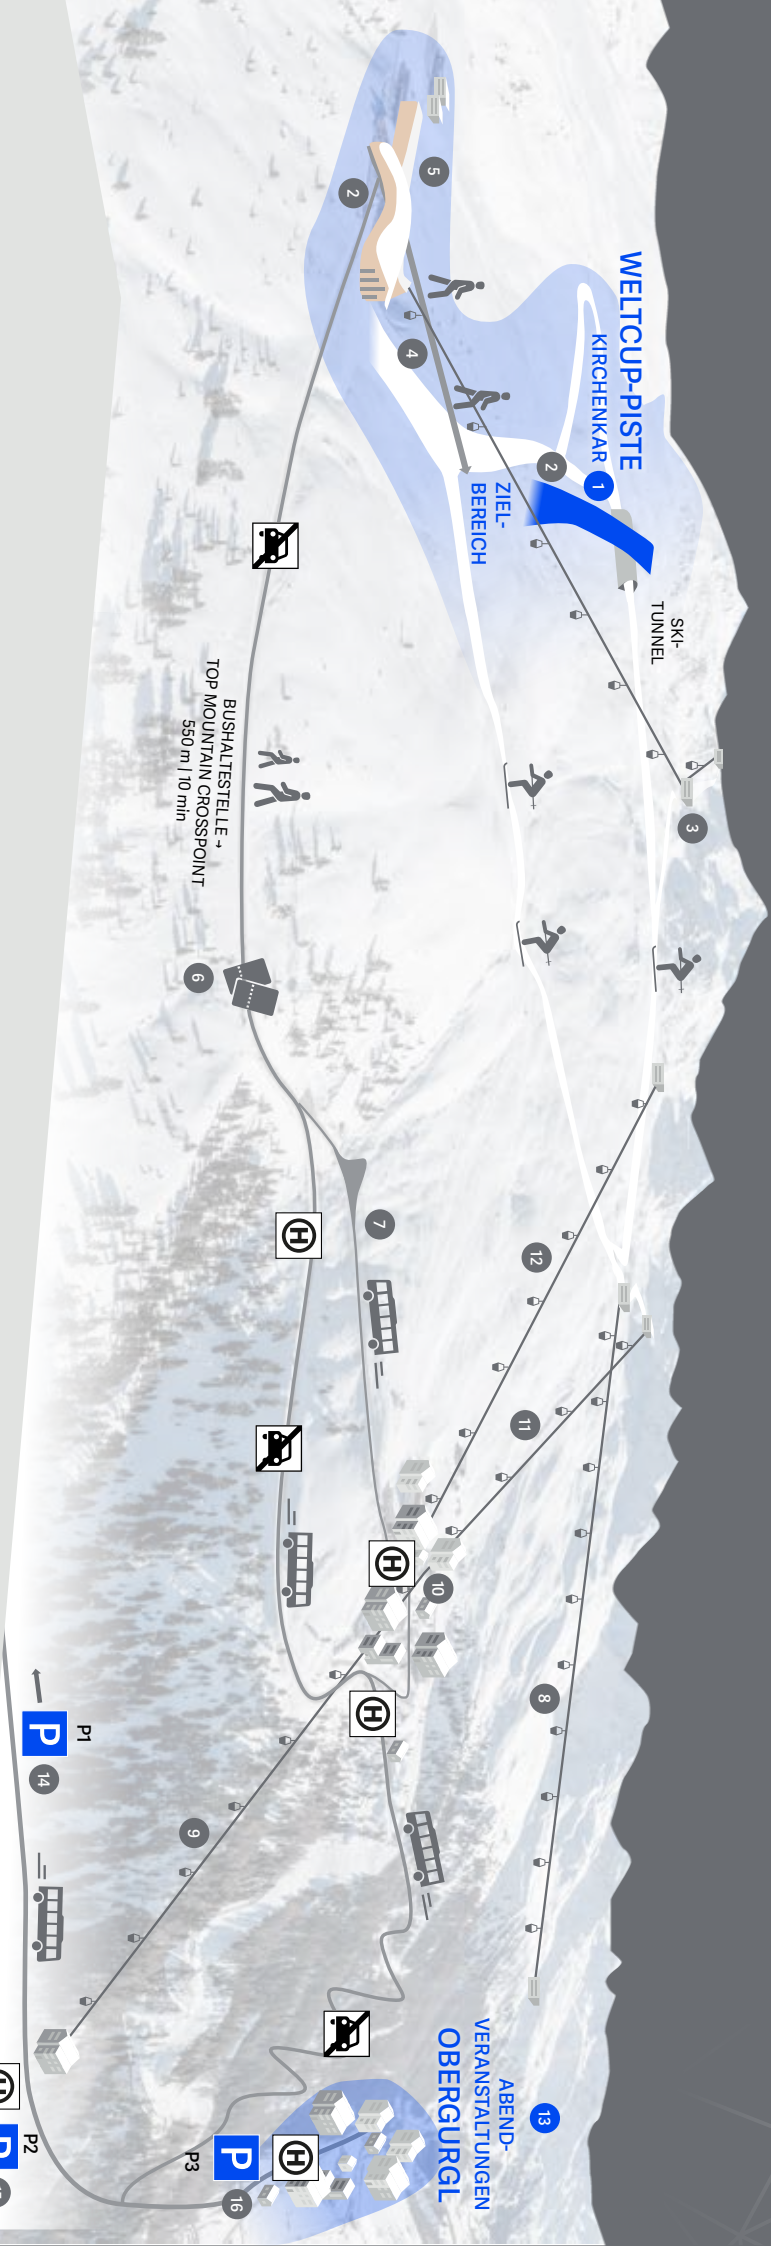 WELTCUP-PISTE
KIRCHENKAR
1
2
SKI-
TUNNEL
3
5
2
4
ZIEL-
BEREICH
BUSHALTESTELLE →
TOP MOUNTAIN CROSSPOINT
550 m | 10 min
6
7
H
12
11
8
H
10
H
9
P1
P
14
ABEND-
VERANSTALTUNGEN
OBERGURGL
13
H
P
P3
16
P2
H
P